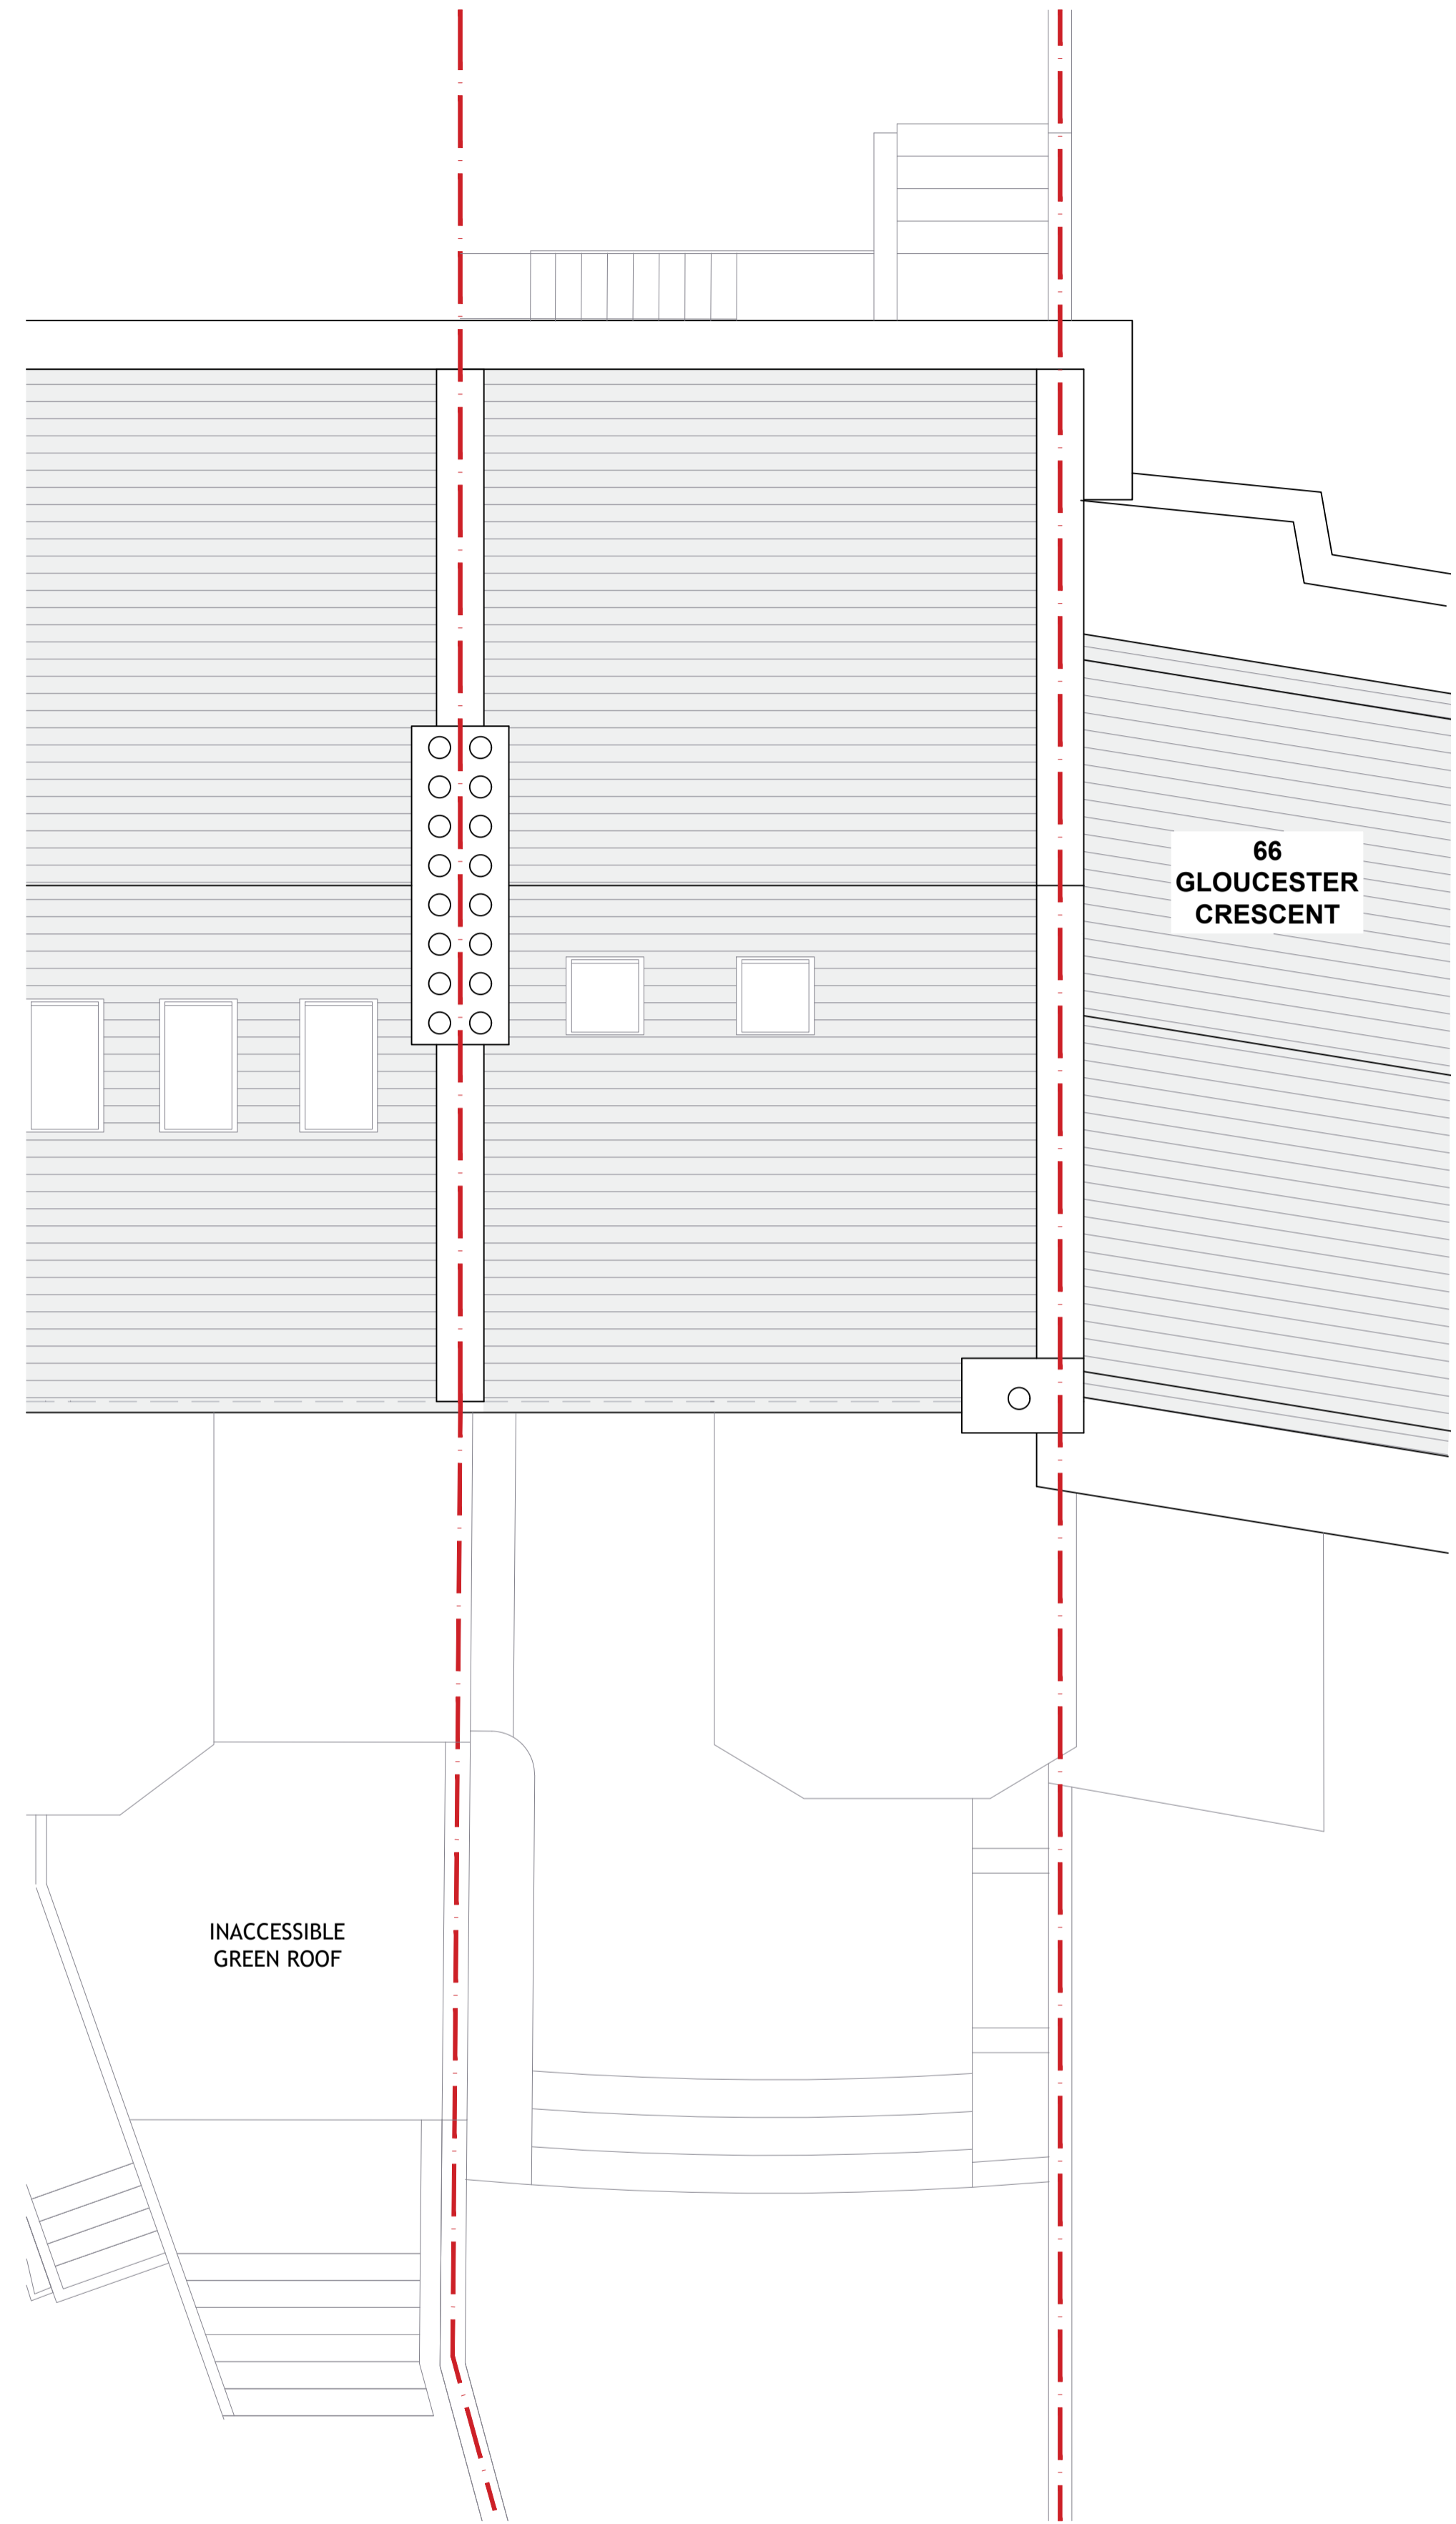 66
GLOUCESTER
CRESCENT
INACCESSIBLE
GREEN ROOF